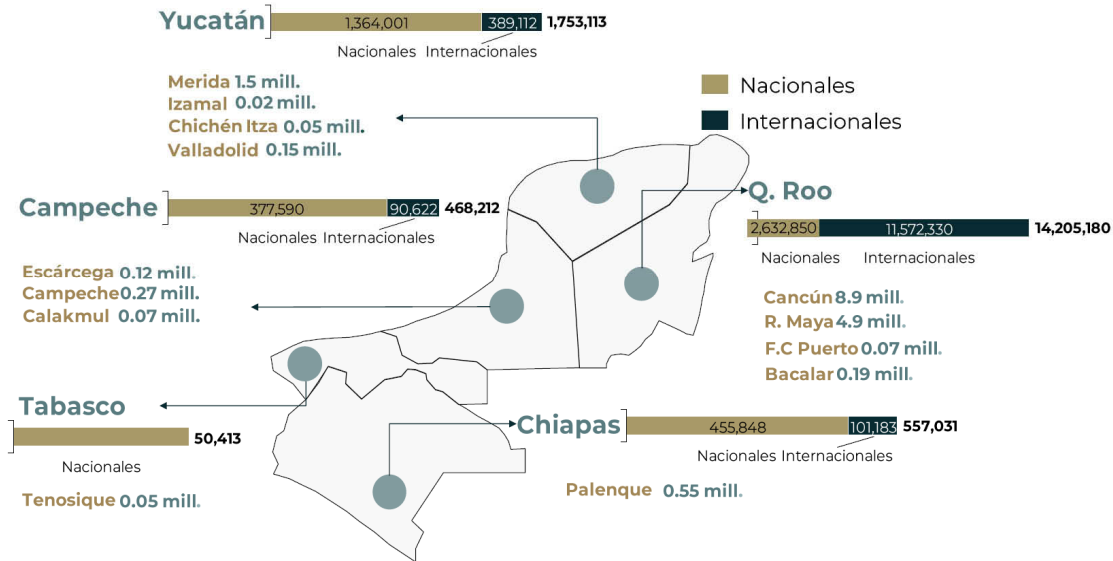 Yucatán 1,364,001 389,112 1,753,113
Nacionales Internacionales
Merida 1.5 mill.
Izamal 0.02 mill.
Chichén Itza 0.05 mill.
Valladolid 0.15 mill.
Nacionales
Internacionales
Campeche 377,590 90,622 468,212
Nacionales Internacionales
Escárcega 0.12 mill.
Campeche 0.27 mill.
Calakmul 0.07 mill.
Q. Roo
2,632,850 11,572,330 14,205,180
Nacionales Internacionales
Cancún 8.9 mill.
R. Maya 4.9 mill.
F.C Puerto 0.07 mill.
Bacalar 0.19 mill.
Tabasco
50,413
Nacionales
Tenosique 0.05 mill.
Chiapas 455,848 101,183 557,031
Nacionales Internacionales
Palenque 0.55 mill.